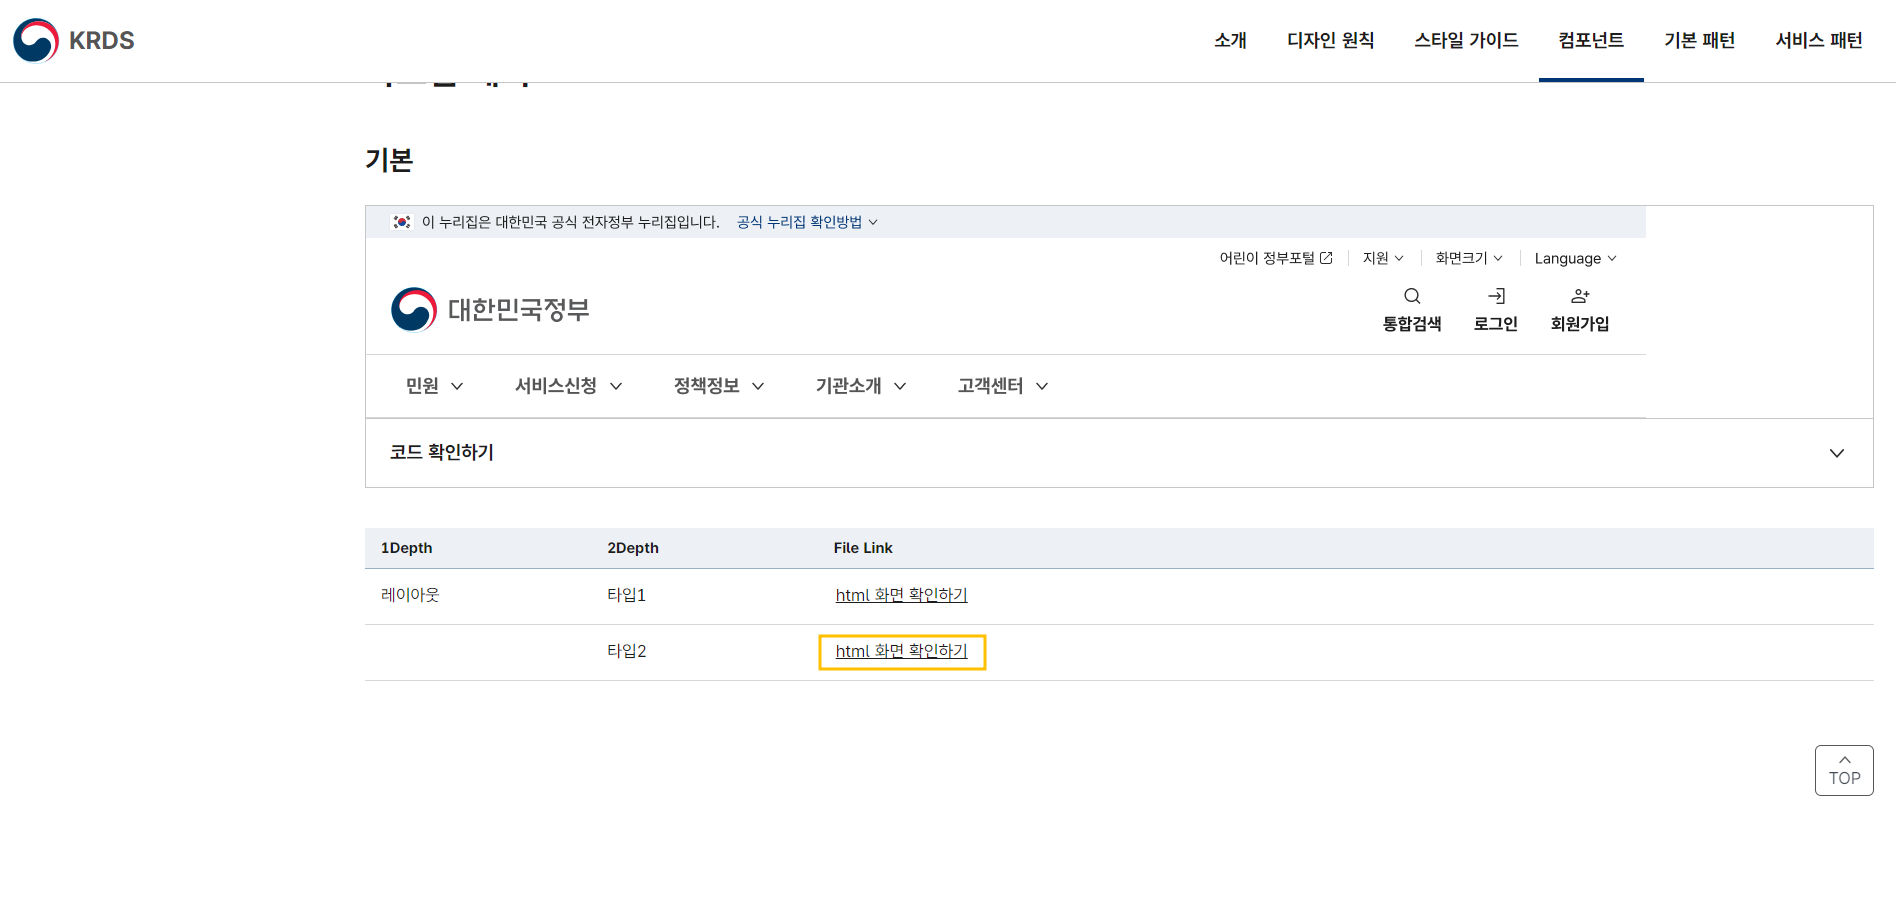 KRDS
소개 디자인 원칙 스타일 가이드 컴포넌트 기본 패턴 서비스 패턴
기본
이 누리집은 대한민국 공식 전자정부 누리집입니다. 공식 누리집 확인방법
어린이 정부포털 지원 화면크기 Language
대한민국정부
통합검색 로그인 회원가입
민원 서비스신청 정책정보 기관소개 고객센터
코드 확인하기
1Depth 2Depth File Link
레이아웃 타입1 html 화면 확인하기
타입2 html 화면 확인하기
TOP